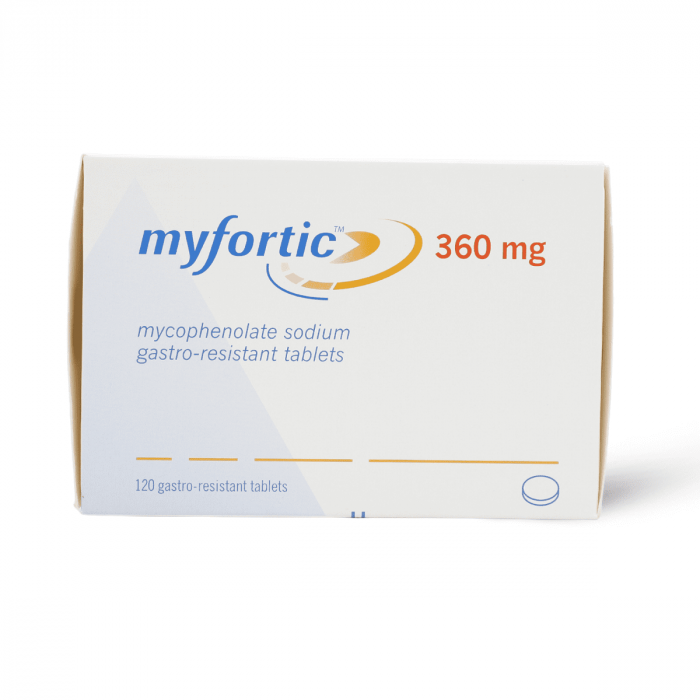 myfortic™ 360 mg
mycophenolate sodium
gastro-resistant tablets
120 gastro-resistant tablets